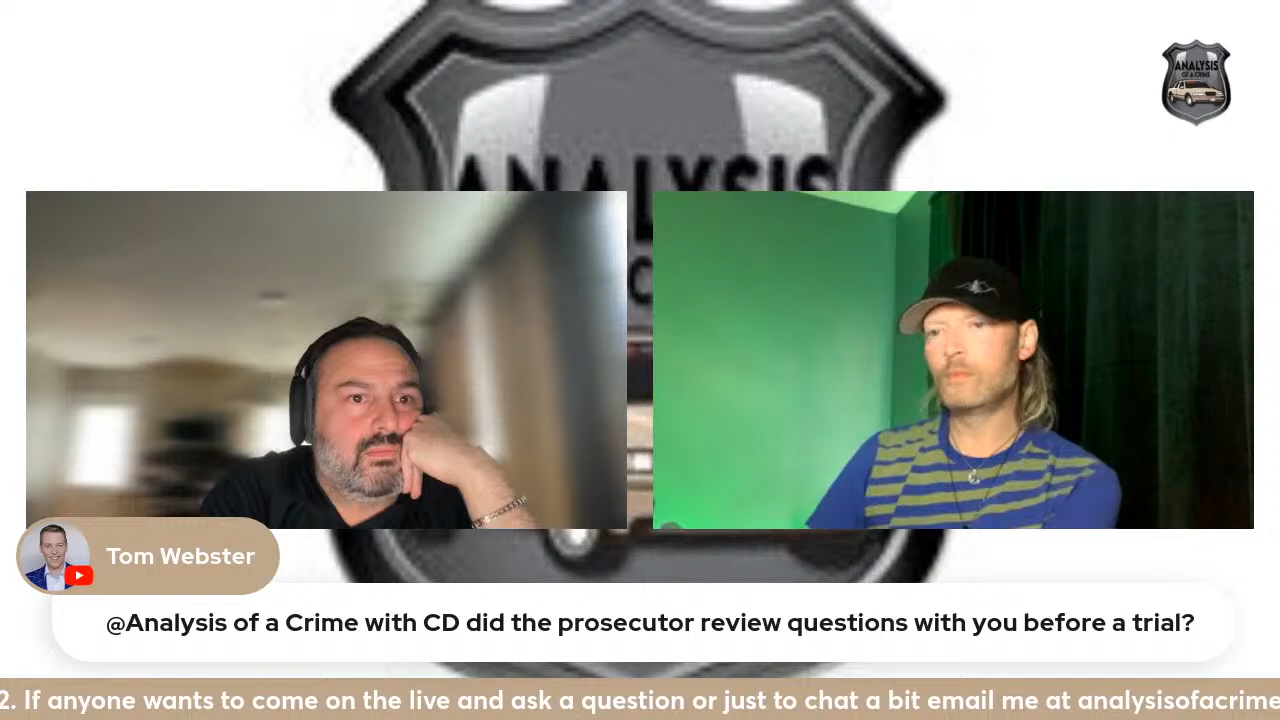 ANALYSIS
OF A CRIME
ANALYSIS
Tom Webster
@Analysis of a Crime with CD did the prosecutor review questions with you before a trial?
2. If anyone wants to come on the live and ask a question or just to chat a bit email me at analysisofacrime